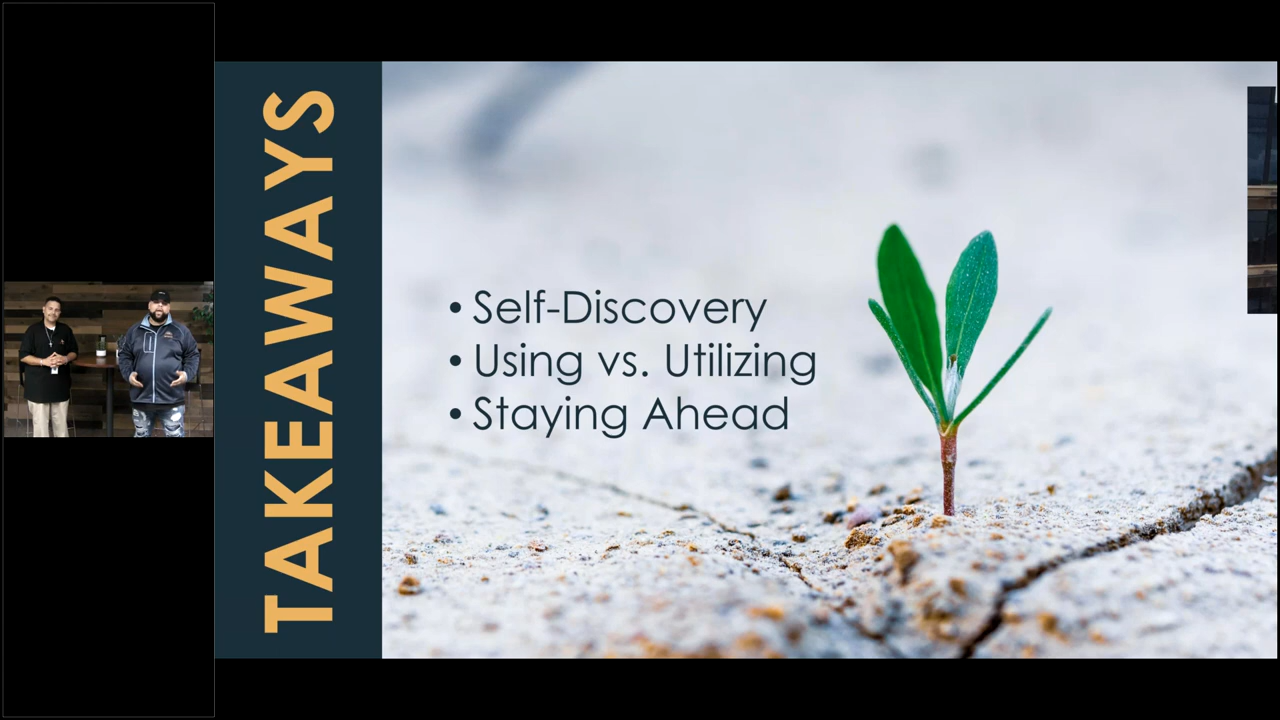 TAKEAWAYS
• Self-Discovery
• Using vs. Utilizing
• Staying Ahead